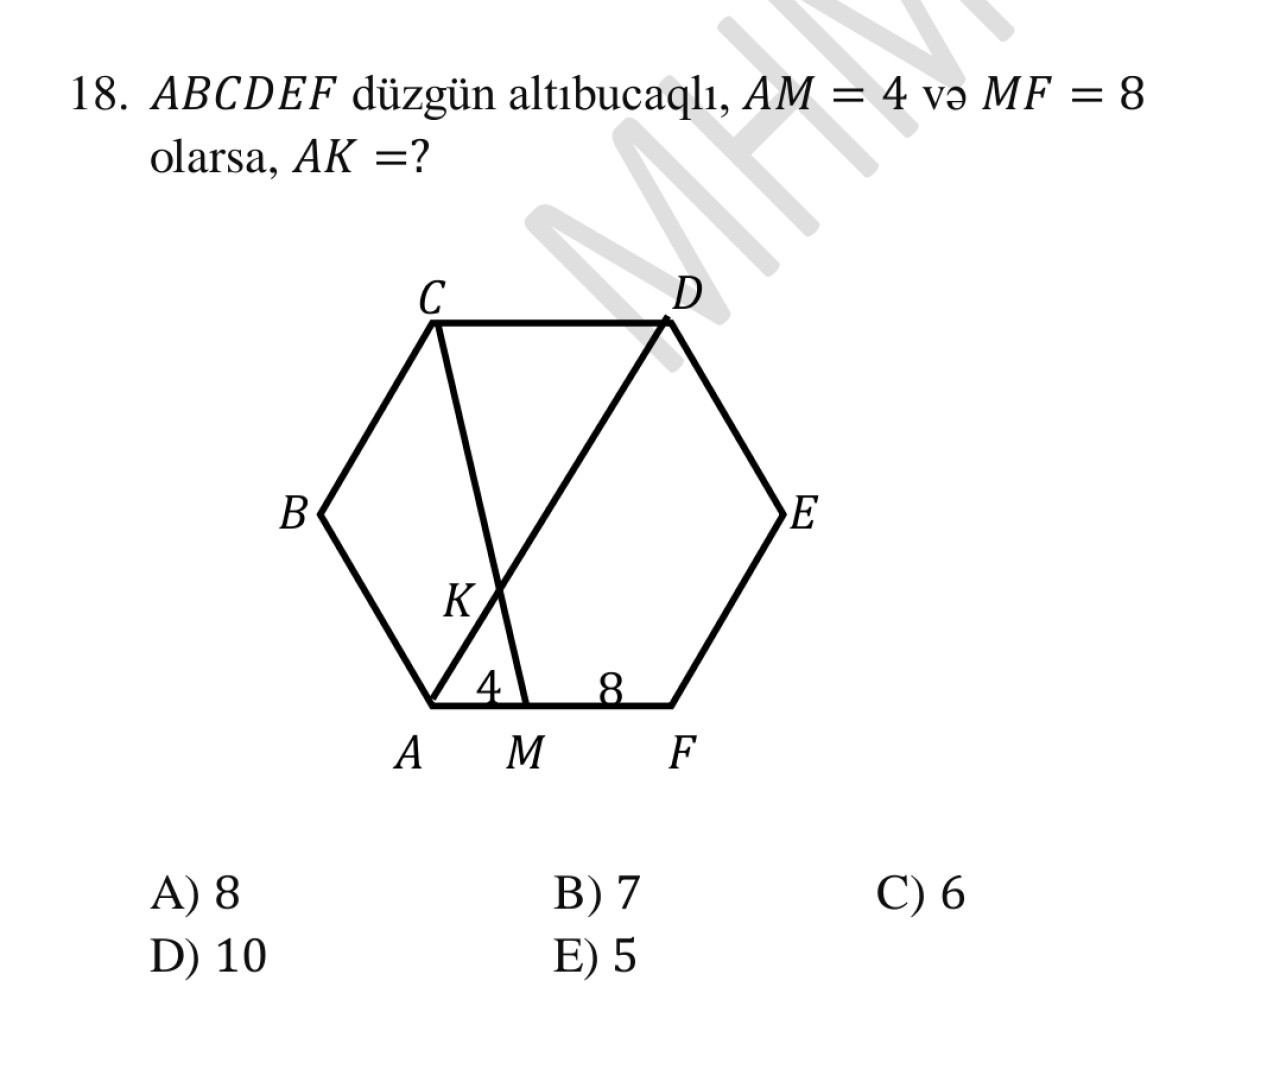 MHM
18. ABCDEF düzgün altıbucaqlı, AM = 4 və MF = 8
olarsa, AK =?
C D
B E
K
4 8
A M F
A) 8 B) 7 C) 6
D) 10 E) 5